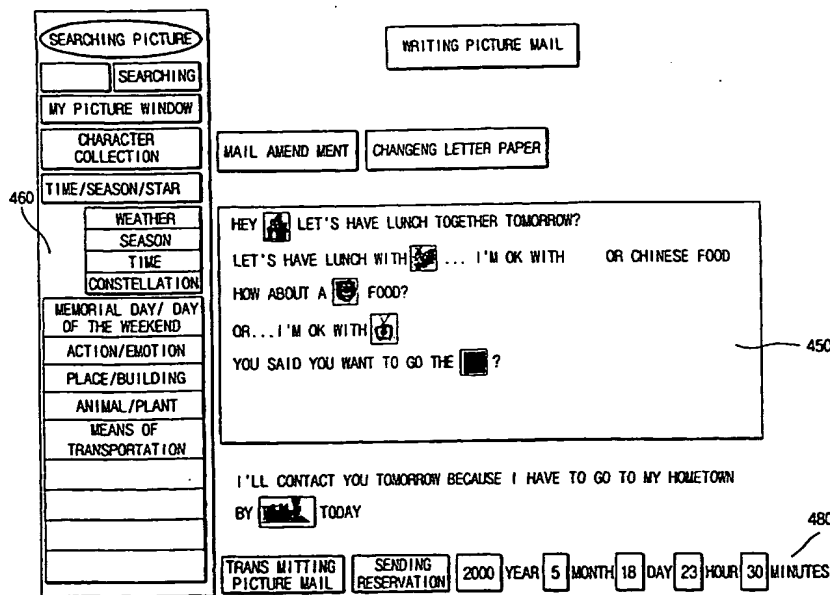 SEARCHING PICTURE
SEARCHING
MY PICTURE WINDOW
CHARACTER
COLLECTION
TIME/SEASON/STAR
460
WEATHER
SEASON
TIME
CONSTELLATION
MEMORIAL DAY/ DAY
OF THE WEEKEND
ACTION/EMOTION
PLACE/BUILDING
ANIMAL/PLANT
MEANS OF
TRANSPORTATION
WRITING PICTURE MAIL
MAIL AMEND MENT
CHANGENG LETTER PAPER
HEY LET'S HAVE LUNCH TOGETHER TOMORROW?
LET'S HAVE LUNCH WITH ... I'M OK WITH OR CHINESE FOOD
HOW ABOUT A FOOD?
OR...I'M OK WITH
YOU SAID YOU WANT TO GO THE ?
450
I'LL CONTACT YOU TOMORROW BECAUSE I HAVE TO GO TO MY HOMETOWN
BY TODAY
480
TRANS MITTING
PICTURE MAIL
SENDING
RESERVATION
2000 YEAR 5 MONTH 18 DAY 23 HOUR 30 MINUTES